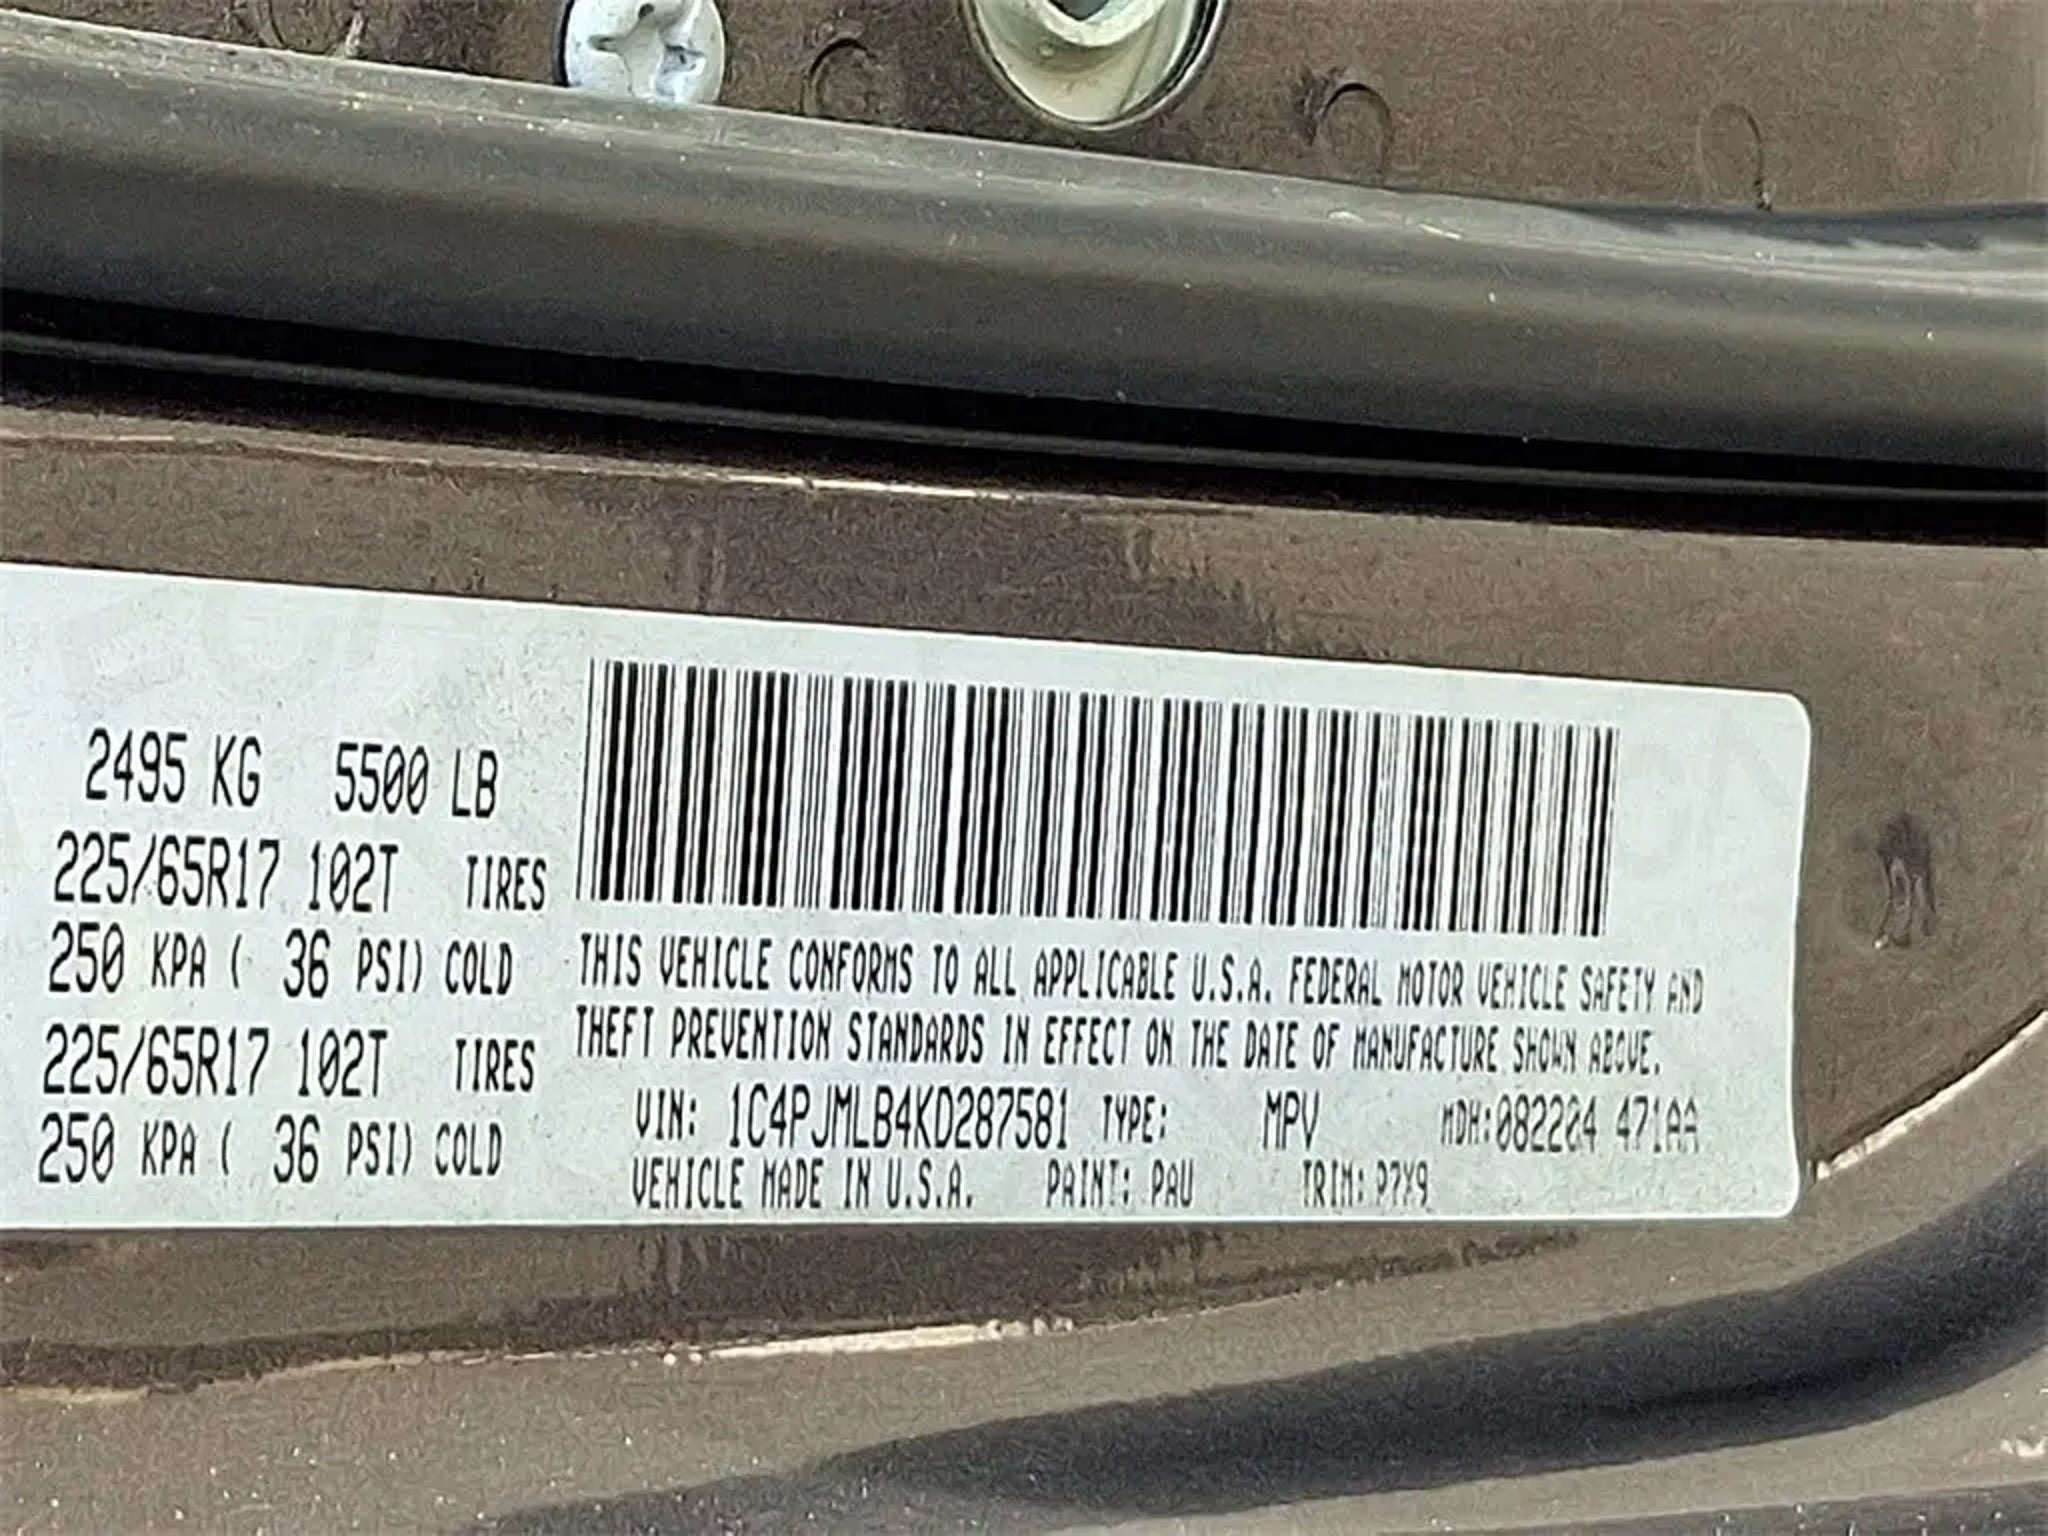 2495 KG 5500 LB
225/65R17 102T TIRES
250 KPA ( 36 PSI) COLD
225/65R17 102T TIRES
250 KPA ( 36 PSI) COLD
THIS VEHICLE CONFORMS TO ALL APPLICABLE U.S.A. FEDERAL MOTOR VEHICLE SAFETY AND
THEFT PREVENTION STANDARDS IN EFFECT ON THE DATE OF MANUFACTURE SHOWN ABOVE.
VIN: 1C4PJMLB4KD287581 TYPE: MPV MDH: 471AA
VEHICLE MADE IN U.S.A. PAINT: PAU TRIM: